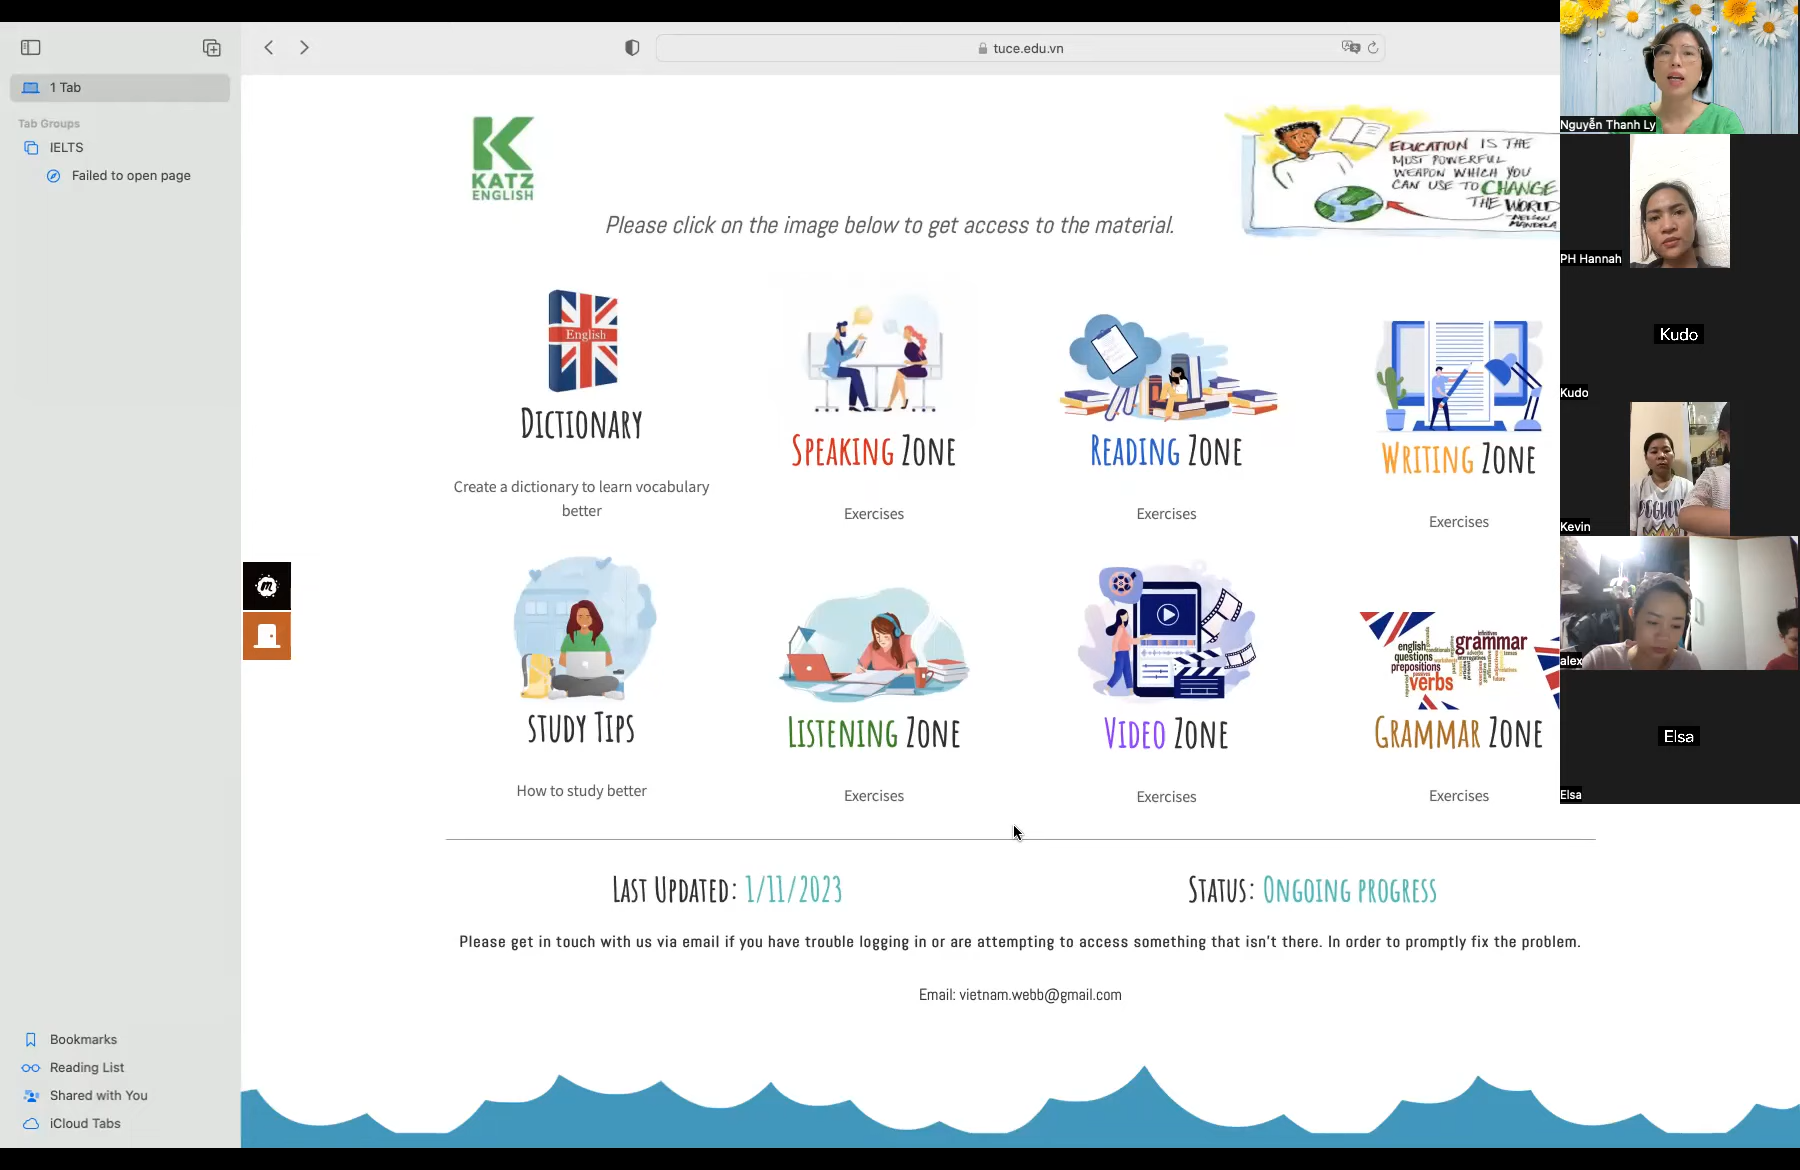 1 Tab
Tab Groups
IELTS
Failed to open page
Bookmarks
Reading List
Shared with You
iCloud Tabs
tuce.edu.vn
KATZ
ENGLISH
Please click on the image below to get access to the material.
EDUCATION IS THE
MOST POWERFUL
WEAPON WHICH YOU
CAN USE TO CHANGE
THE WORLD
-NELSON
MANDELA
English
DICTIONARY
Create a dictionary to learn vocabulary
better
SPEAKING ZONE
Exercises
READING ZONE
Exercises
WRITING ZONE
Exercises
STUDY TIPS
How to study better
LISTENING ZONE
Exercises
VIDEO ZONE
Exercises
english
grammar
questions
prepositions
verbs
GRAMMAR ZONE
Exercises
LAST UPDATED: 1/11/2023
STATUS: ONGOING PROGRESS
Please get in touch with us via email if you have trouble logging in or are attempting to access something that isn't there. In order to promptly fix the problem.
Email: vietnam.webb@gmail.com
Nguyễn Thanh Ly
PH Hannah
Kudo
Kudo
Kevin
alex
Elsa
Elsa